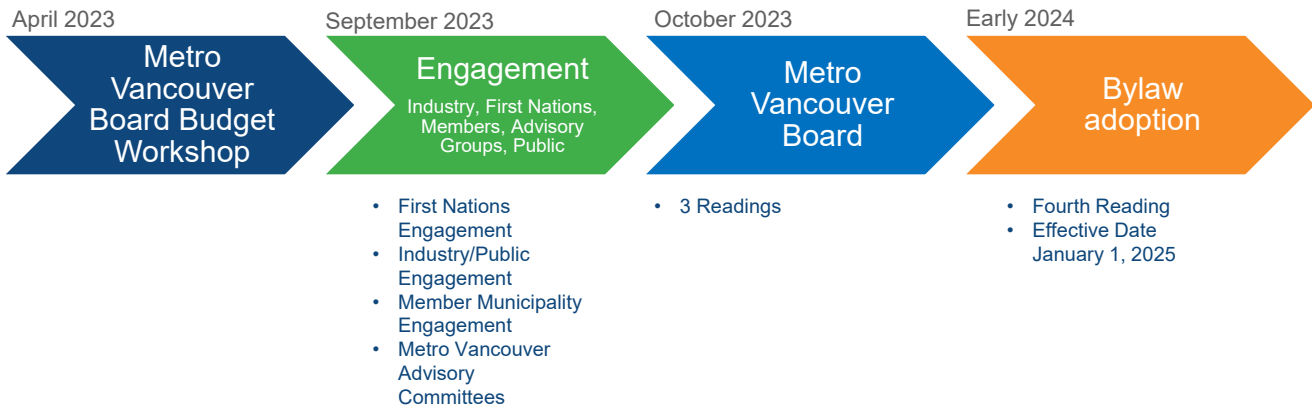 April 2023
Metro
Vancouver
Board Budget
Workshop
September 2023
Engagement
Industry, First Nations,
Members, Advisory
Groups, Public
• First Nations
Engagement
• Industry/Public
Engagement
• Member Municipality
Engagement
• Metro Vancouver
Advisory
Committees
October 2023
Metro
Vancouver
Board
• 3 Readings
Early 2024
Bylaw
adoption
• Fourth Reading
• Effective Date
January 1, 2025